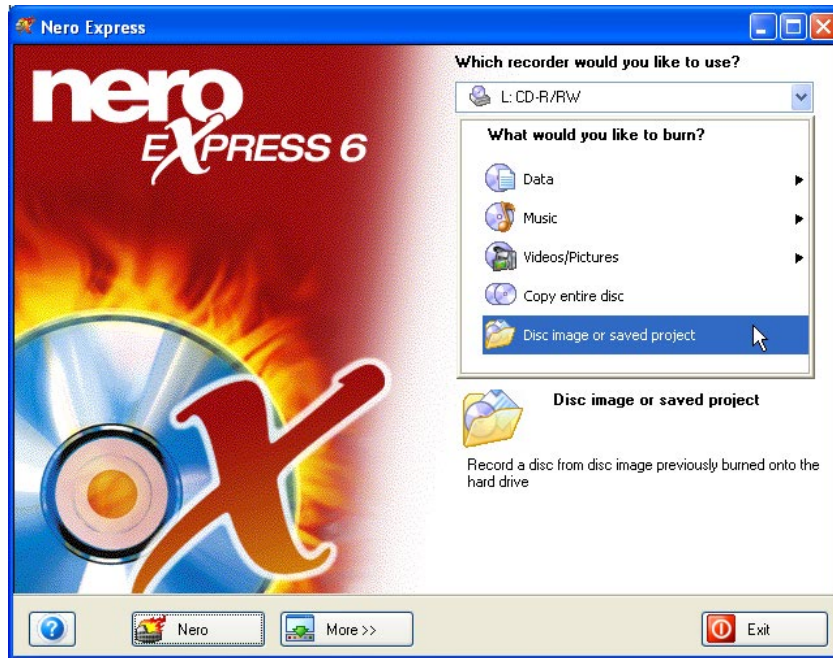 Nero Express
nero
EXPRESS 6
Which recorder would you like to use?
L: CD-R/RW
What would you like to burn?
Data
Music
Videos/Pictures
Copy entire disc
Disc image or saved project
Disc image or saved project
Record a disc from disc image previously burned onto the
hard drive
?
Nero
More >>
Exit